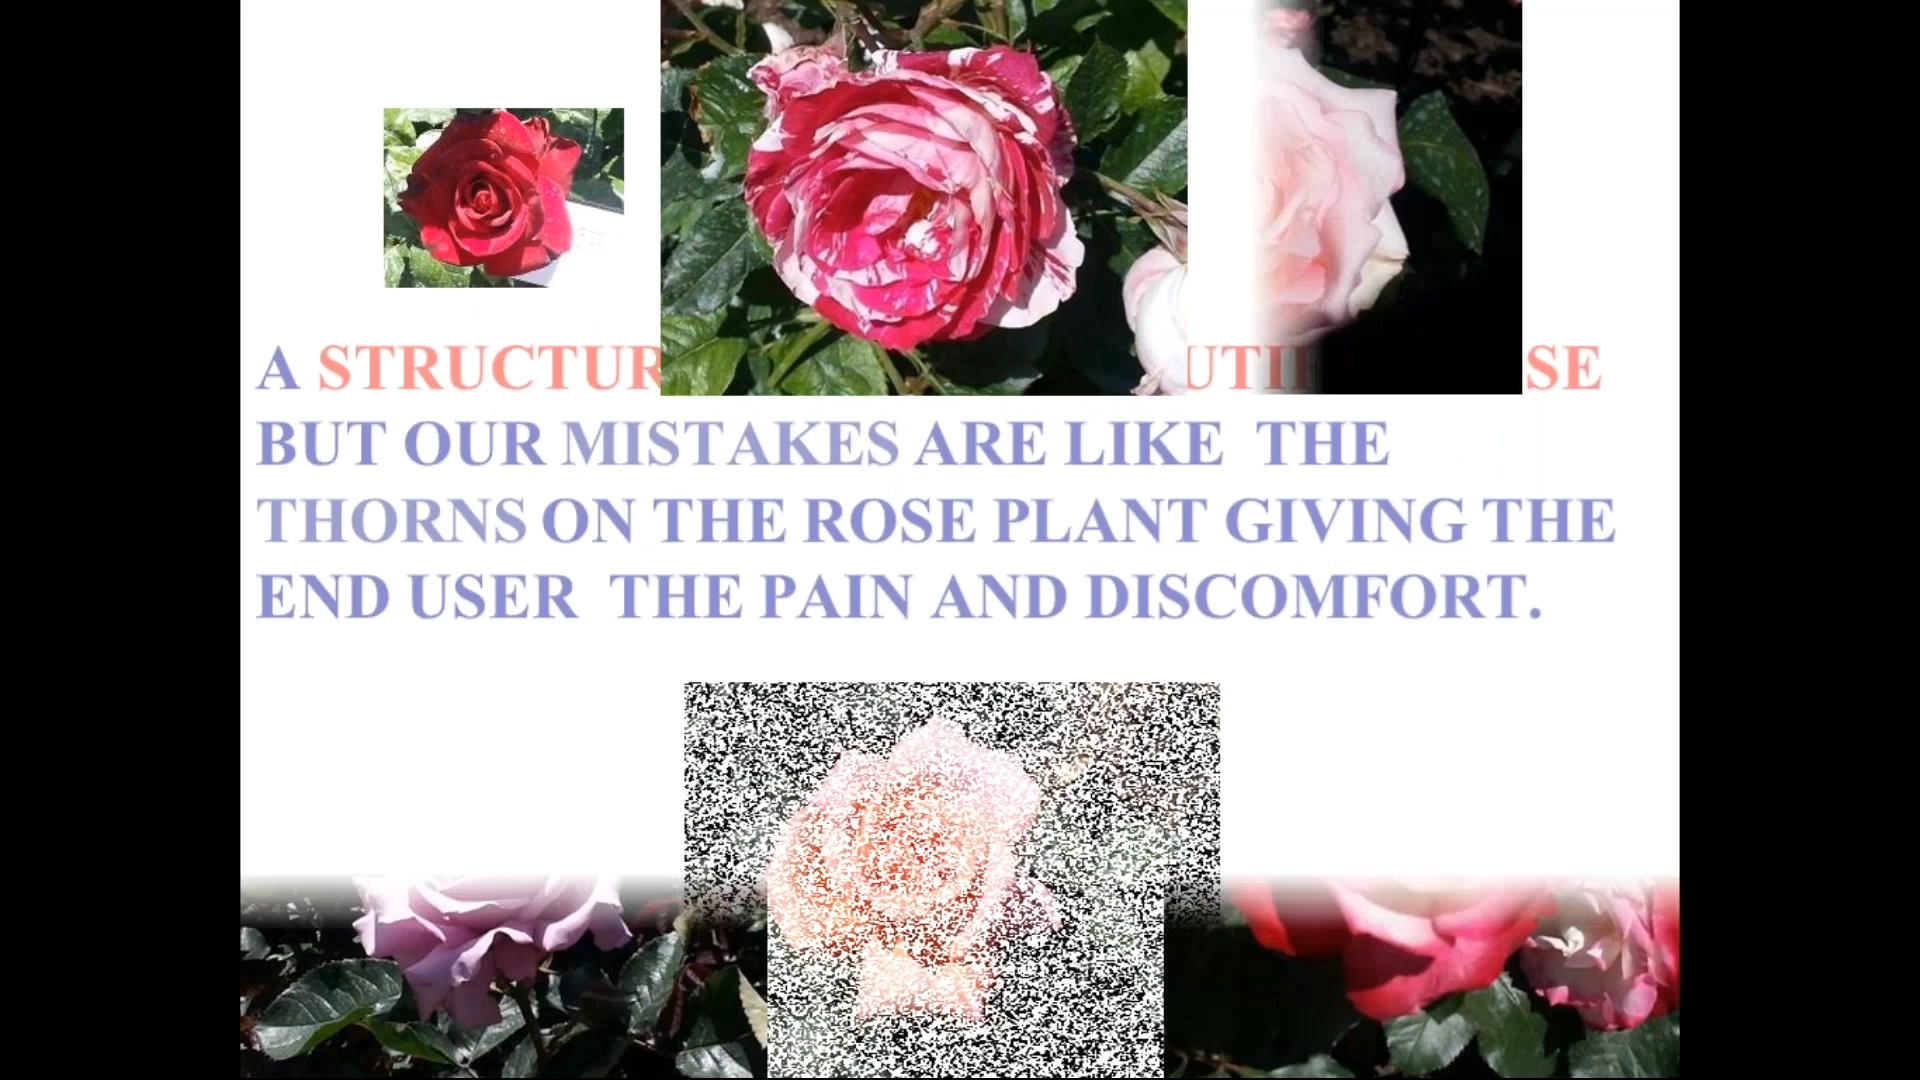 A STRUCTUR UTIF SE
BUT OUR MISTAKES ARE LIKE THE
THORNS ON THE ROSE PLANT GIVING THE
END USER THE PAIN AND DISCOMFORT.